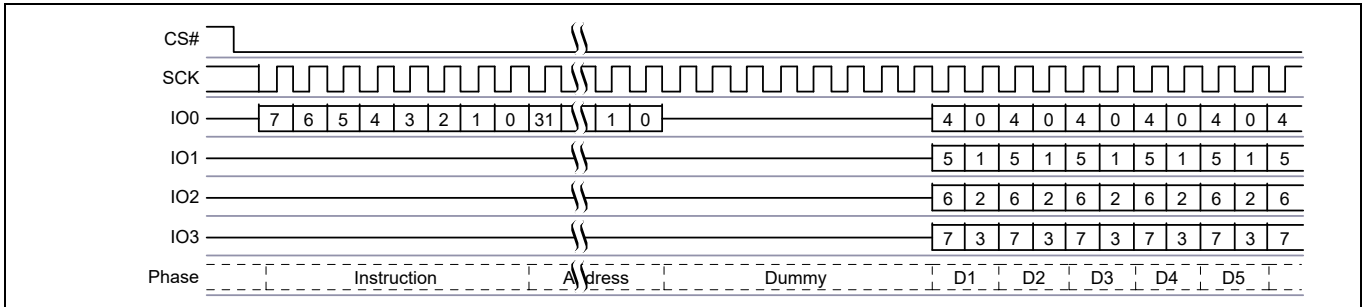 CS#
SCK
IO0 7 6 5 4 3 2 1 0 31 1 0 4 0 4 0 4 0 4 0 4 0 4
IO1 5 1 5 1 5 1 5 1 5 1 5
IO2 6 2 6 2 6 2 6 2 6 2 6
IO3 7 3 7 3 7 3 7 3 7 3 7
Phase Instruction Address Dummy D1 D2 D3 D4 D5